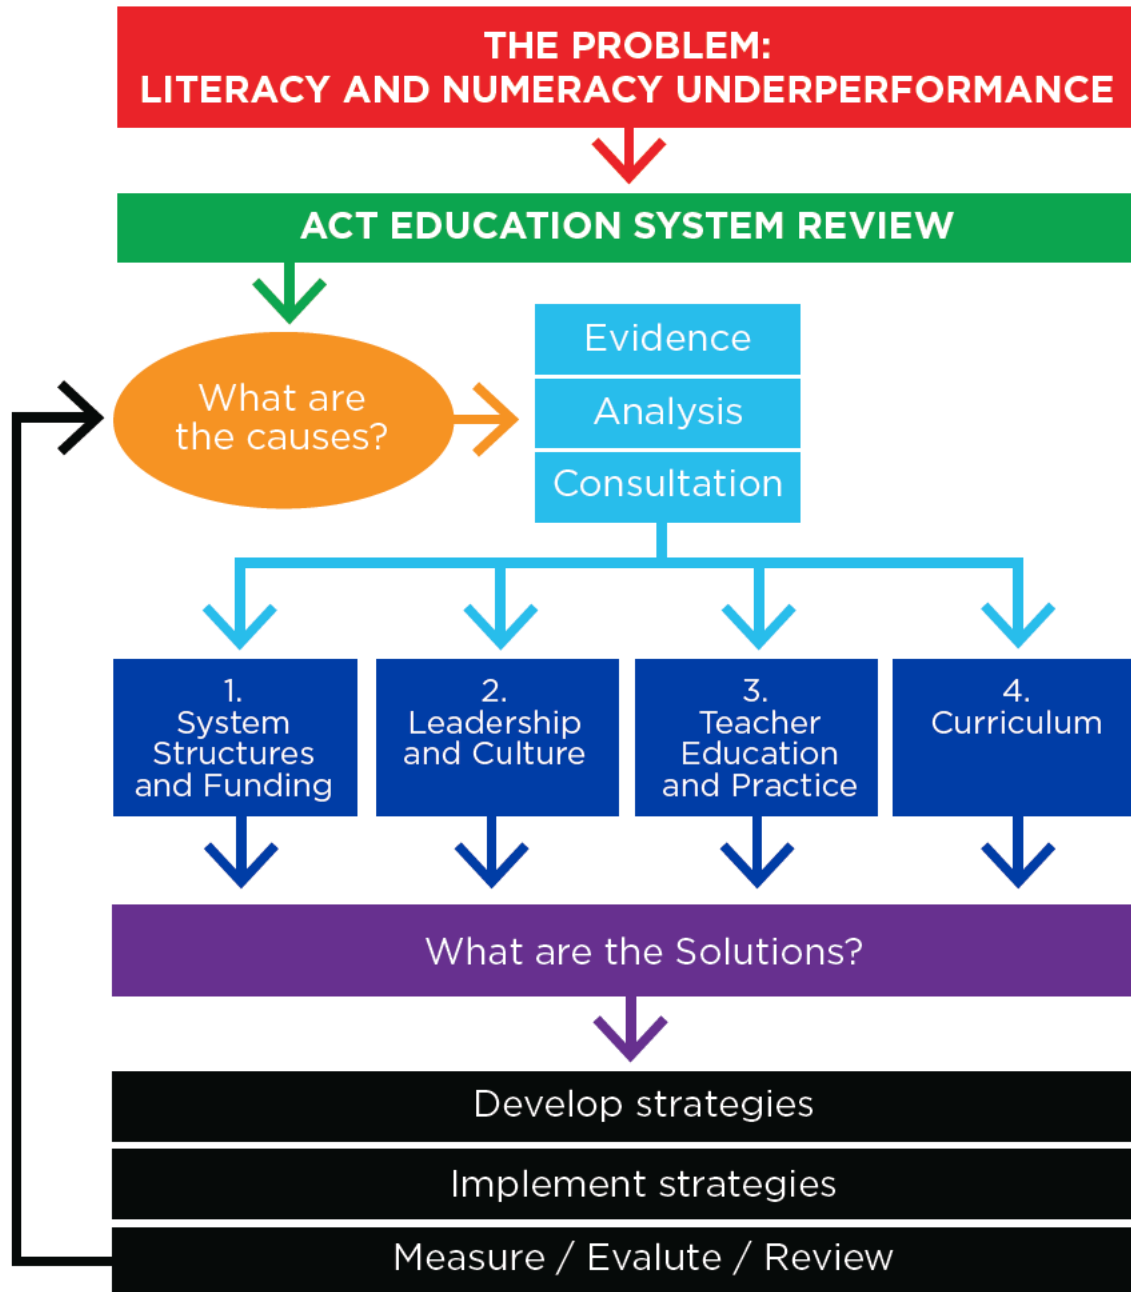 THE PROBLEM:
LITERACY AND NUMERACY UNDERPERFORMANCE
ACT EDUCATION SYSTEM REVIEW
What are
the causes?
Evidence
Analysis
Consultation
1.
System
Structures
and Funding
2.
Leadership
and Culture
3.
Teacher
Education
and Practice
4.
Curriculum
What are the Solutions?
Develop strategies
Implement strategies
Measure / Evalute / Review